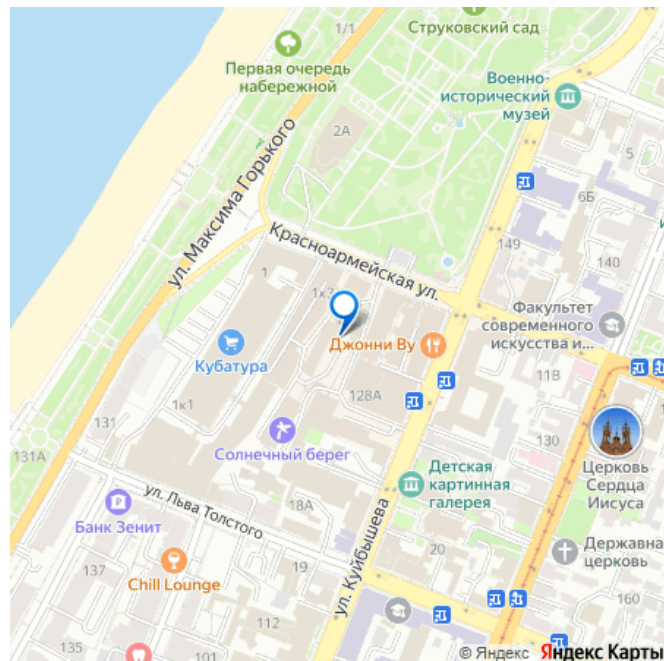 Струковский сад
1/1
Первая очередь
набережной
Военно-
исторический
музей
2А
5
ул. Максима Горького
6Б
Красноармейская ул.
149
140
1
1к3
Факультет
современного
искусства и...
Джонни Ву
Кубатура
11В
128А
1к1
131
130
Солнечный берег
131А
Церковь
Сердца
Иисуса
Детская
картинная
галерея
ул. Льва Толстого
18А
Банк Зенит
ул. Куйбышева
20
Державная
церковь
137
19
Chill Lounge
12
160
135
101
© Яндекс Яндекс Карты